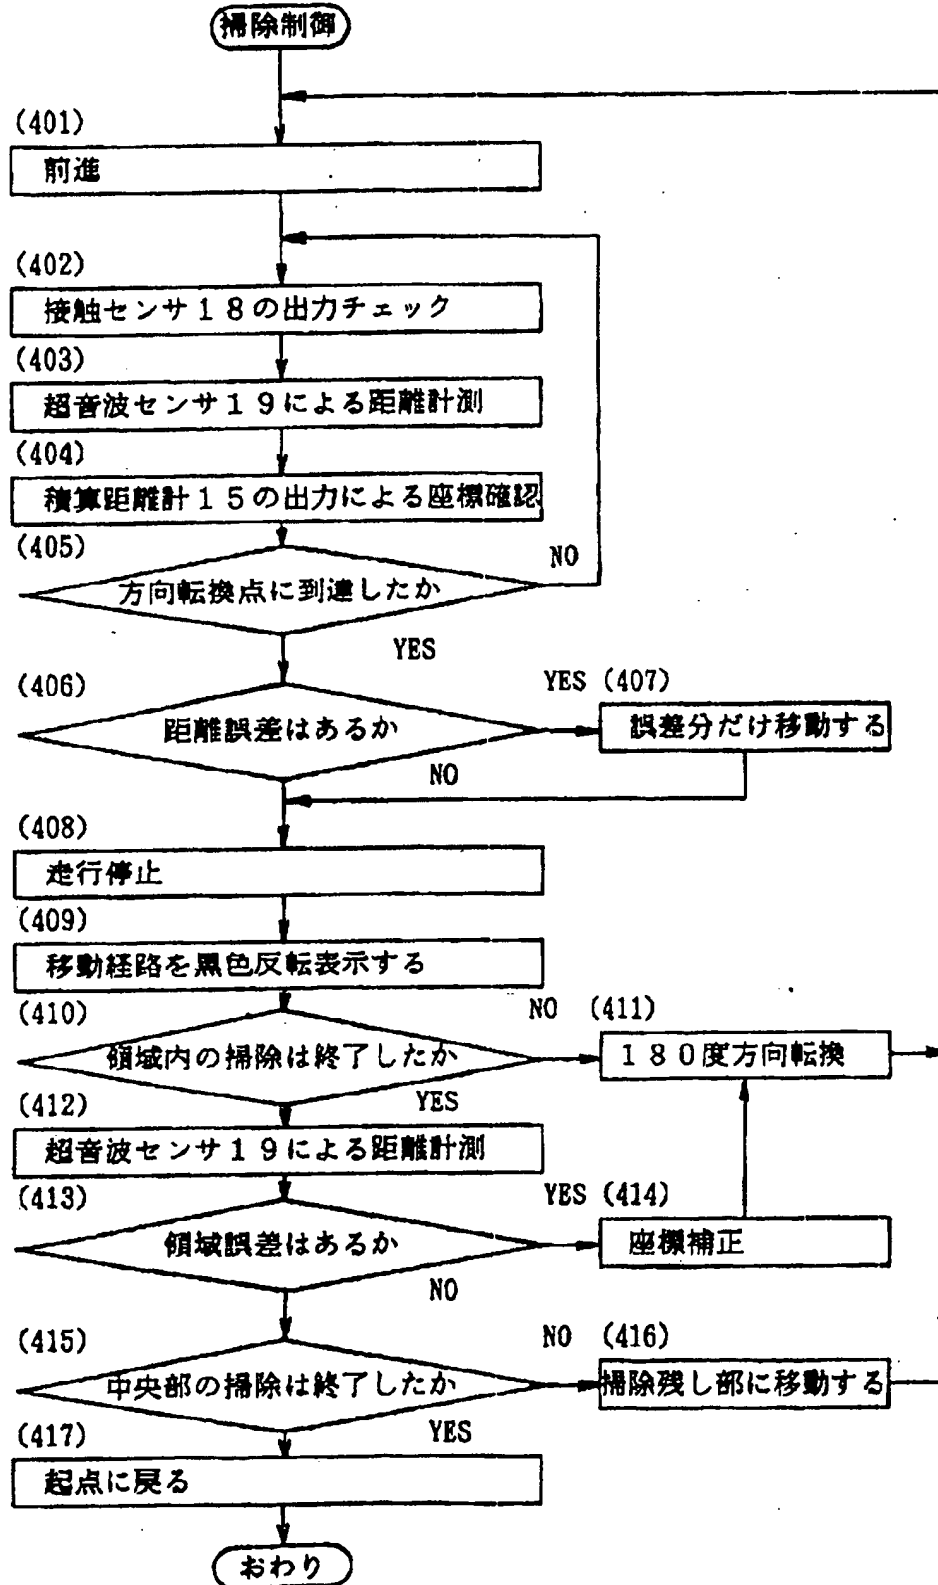 掃除制御
(401)
前進
(402)
接触センサ18の出力チェック
(403)
超音波センサ19による距離計測
(404)
積算距離計15の出力による座標確認
(405)
方向転換点に到達したか
NO
YES
(406)
距離誤差はあるか
YES (407)
誤差分だけ移動する
NO
(408)
走行停止
(409)
移動経路を黒色反転表示する
(410)
領域内の掃除は終了したか
NO (411)
180度方向転換
YES
(412)
超音波センサ19による距離計測
(413)
領域誤差はあるか
YES (414)
座標補正
NO
(415)
中央部の掃除は終了したか
NO (416)
掃除残し部に移動する
YES
(417)
起点に戻る
おわり